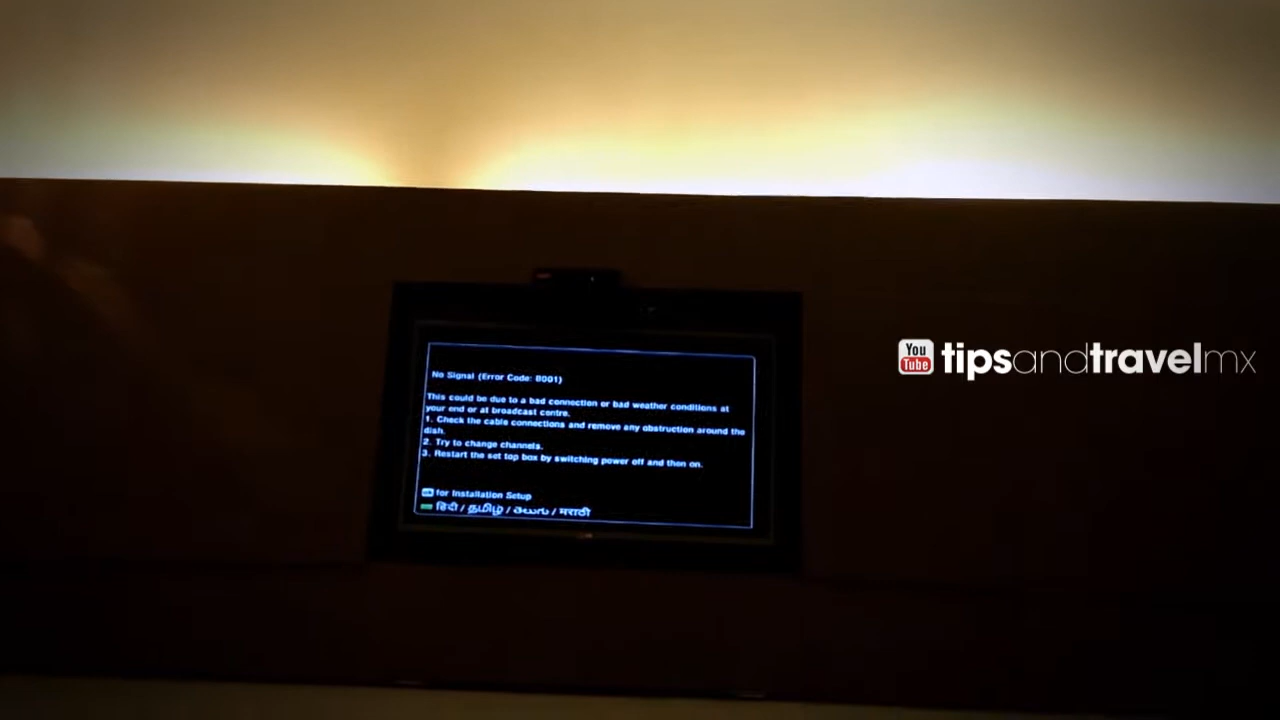 No Signal (Error Code: B001)
This could be due to a bad connection or bad weather conditions at
your end or at broadcast centre.
1. Check the cable connections and remove any obstruction around the
dish.
2. Try to change channels.
3. Restart the set top box by switching power off and then on.
for Installation Setup
हिंदी / தமிழ் / తెలుగు / मराठी
You
Tube
tipsandtravelmx